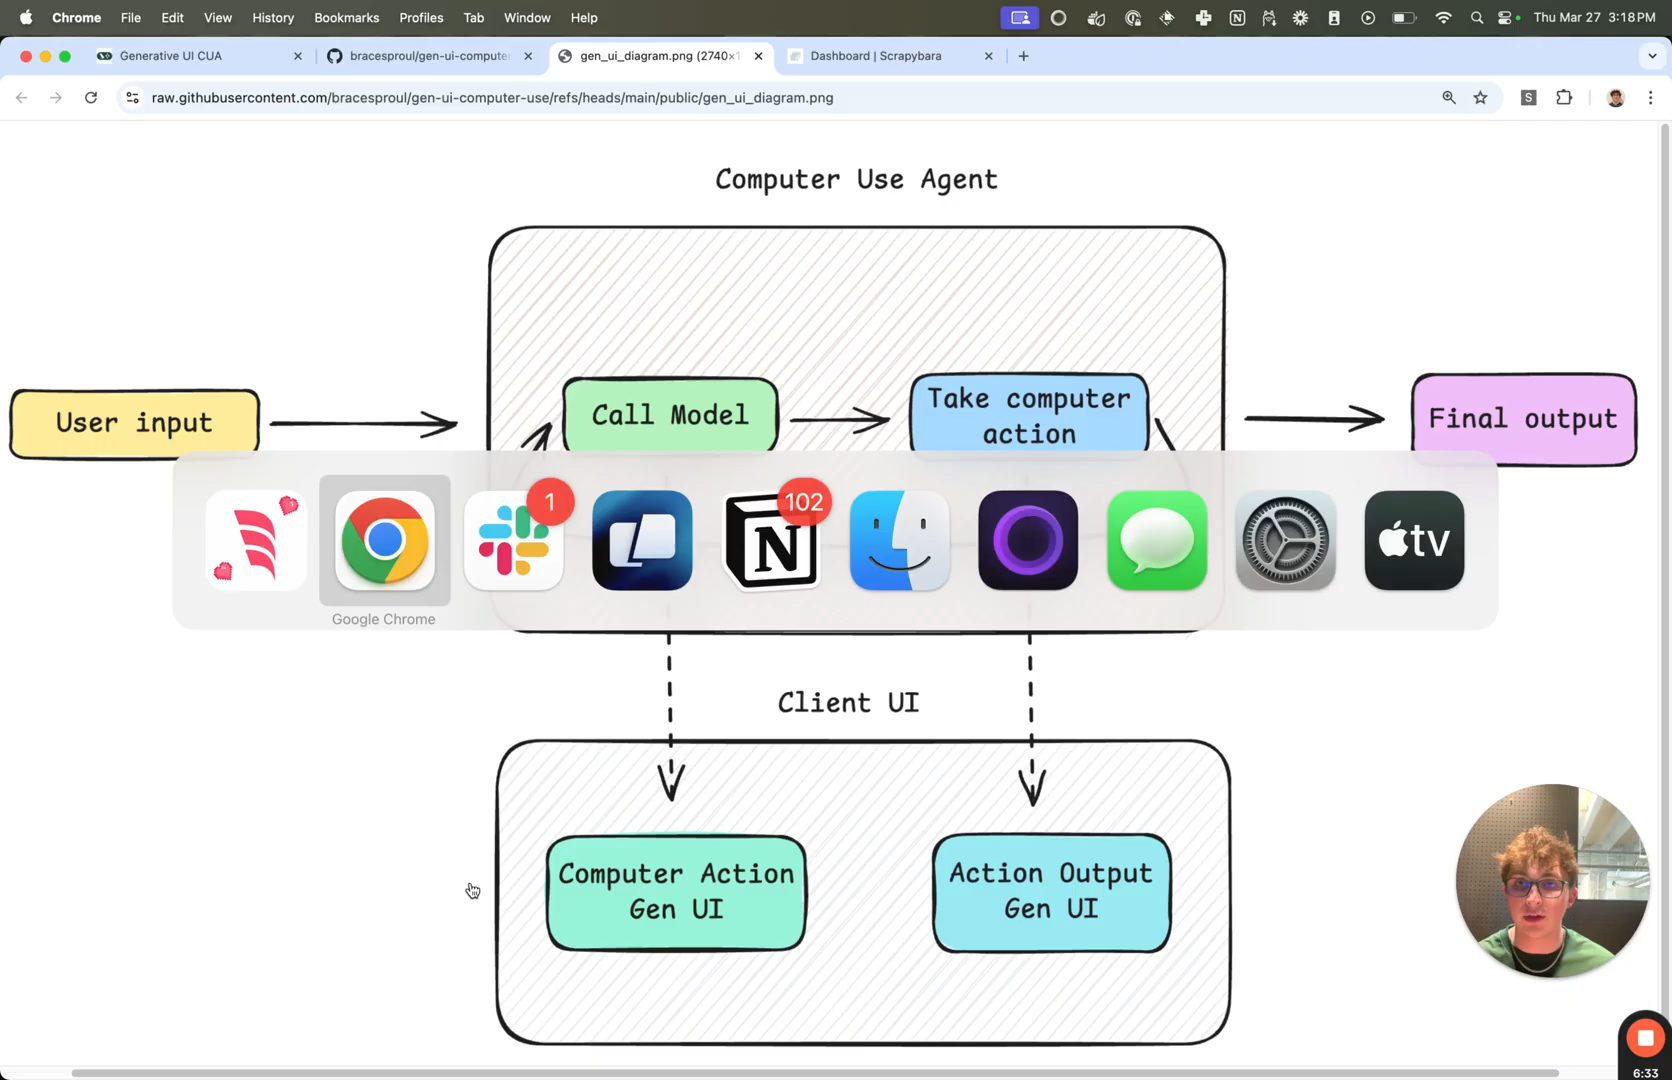 Chrome File Edit View History Bookmarks Profiles Tab Window Help Thu Mar 27 3:18 PM
Generative UI CUA bracesproul/gen-ui-compute gen_ui_diagram.png (2740×1 Dashboard | Scrapybara
raw.githubusercontent.com/bracesproul/gen-ui-computer-use/refs/heads/main/public/gen_ui_diagram.png
S
Computer Use Agent
User input
Call Model
Take computer
action
Final output
1
102
N
tv
Google Chrome
Client UI
Computer Action
Gen UI
Action Output
Gen UI
6:33